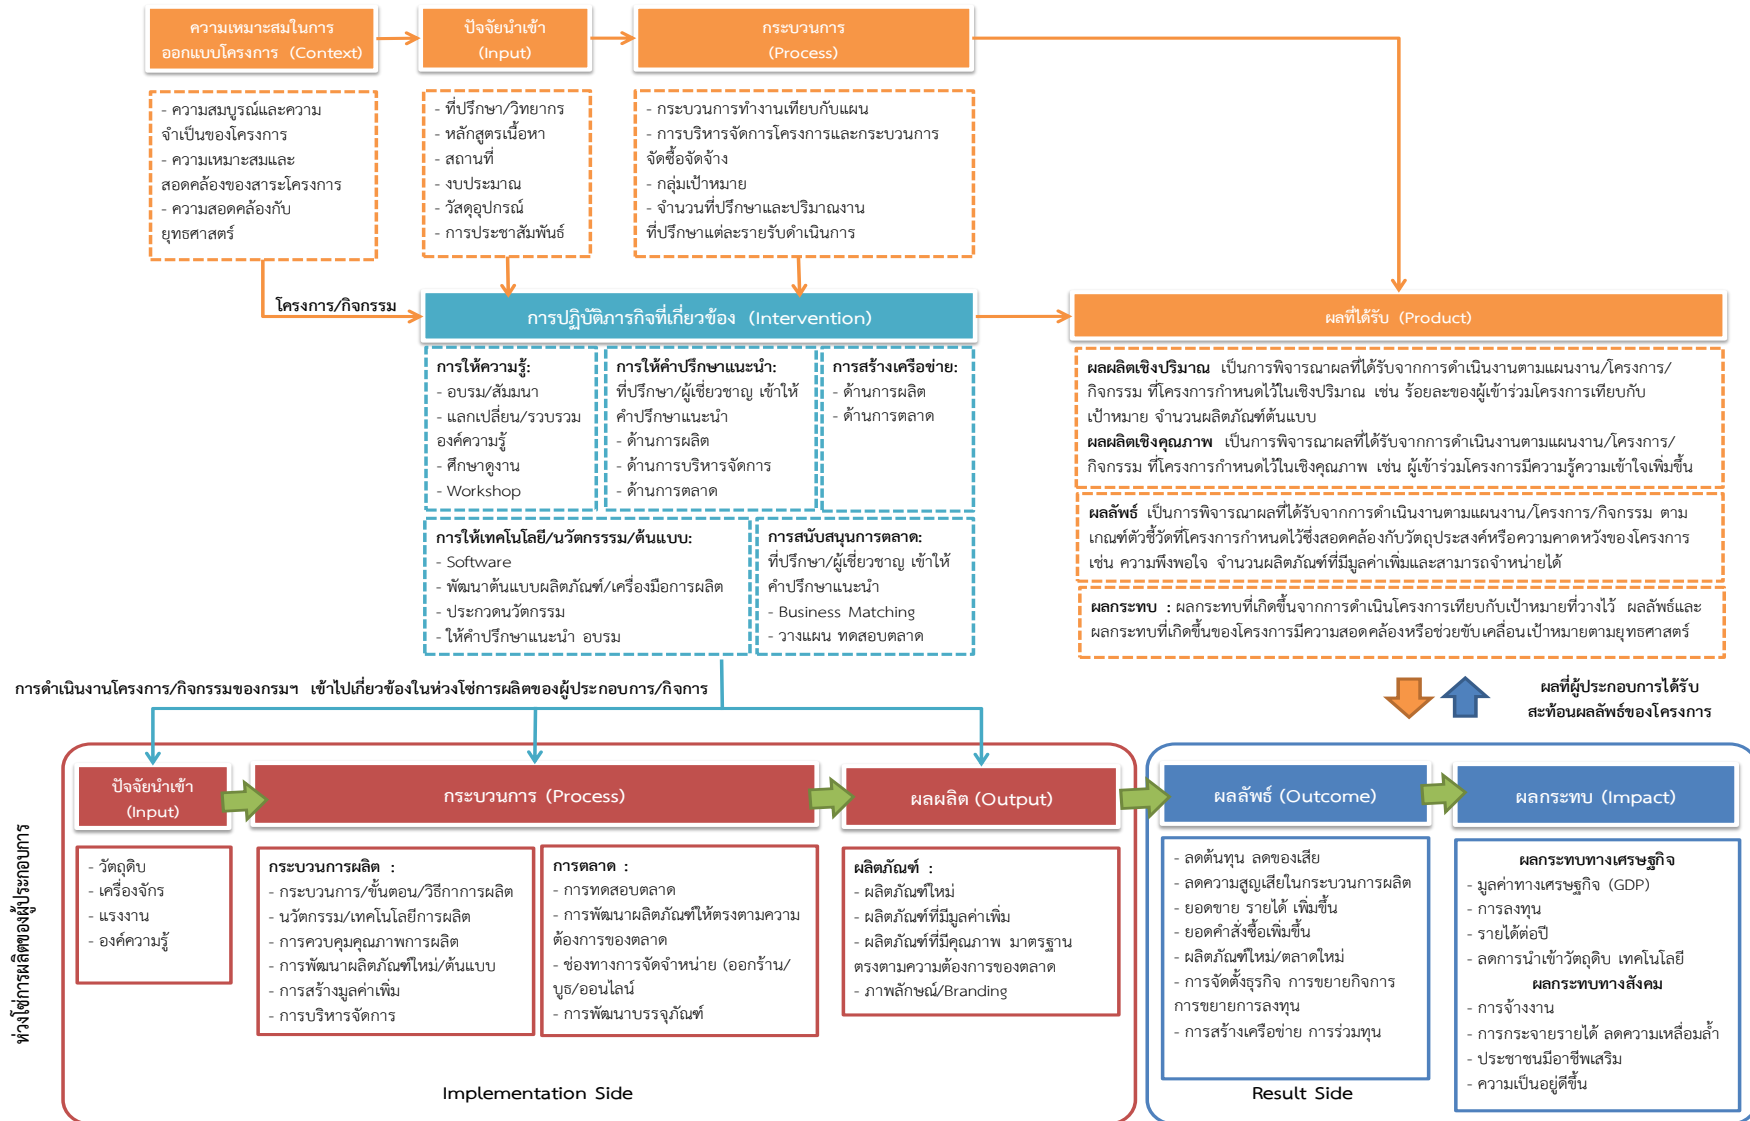 ความเหมาะสมในการ
ออกแบบโครงการ (Context)
ปัจจัยนำเข้า
(Input)
กระบวนการ
(Process)
- ความสมบูรณ์และความ
จำเป็นของโครงการ
- ความเหมาะสมและ
สอดคล้องของสาระโครงการ
- ความสอดคล้องกับ
ยุทธศาสตร์
- ที่ปรึกษา/วิทยากร
- หลักสูตรเนื้อหา
- สถานที่
- งบประมาณ
- วัสดุอุปกรณ์
- การประชาสัมพันธ์
- กระบวนการทำงานเทียบกับแผน
- การบริหารจัดการโครงการและกระบวนการ
จัดซื้อจัดจ้าง
- กลุ่มเป้าหมาย
- จำนวนที่ปรึกษาและปริมาณงาน
ที่ปรึกษาแต่ละรายรับดำเนินการ
โครงการ/กิจกรรม
การปฏิบัติภารกิจที่เกี่ยวข้อง (Intervention)
ผลที่ได้รับ (Product)
การให้ความรู้:
- อบรม/สัมมนา
- แลกเปลี่ยน/รวบรวม
องค์ความรู้
- ศึกษาดูงาน
- Workshop
การให้คำปรึกษาแนะนำ:
ที่ปรึกษา/ผู้เชี่ยวชาญ เข้าให้
คำปรึกษาแนะนำ
- ด้านการผลิต
- ด้านการบริหารจัดการ
- ด้านการตลาด
การสร้างเครือข่าย:
- ด้านการผลิต
- ด้านการตลาด
การให้เทคโนโลยี/นวัตกรรรม/ต้นแบบ:
- Software
- พัฒนาต้นแบบผลิตภัณฑ์/เครื่องมือการผลิต
- ประกวดนวัตกรรม
- ให้คำปรึกษาแนะนำ อบรม
การสนับสนุนการตลาด:
ที่ปรึกษา/ผู้เชี่ยวชาญ เข้าให้
คำปรึกษาแนะนำ
- Business Matching
- วางแผน ทดสอบตลาด
ผลผลิตเชิงปริมาณ เป็นการพิจารณาผลที่ได้รับจากการดำเนินงานตามแผนงาน/โครงการ/
กิจกรรม ที่โครงการกำหนดไว้ในเชิงปริมาณ เช่น ร้อยละของผู้เข้าร่วมโครงการเทียบกับ
เป้าหมาย จำนวนผลิตภัณฑ์ต้นแบบ
ผลผลิตเชิงคุณภาพ เป็นการพิจารณาผลที่ได้รับจากการดำเนินงานตามแผนงาน/โครงการ/
กิจกรรม ที่โครงการกำหนดไว้ในเชิงคุณภาพ เช่น ผู้เข้าร่วมโครงการมีความรู้ความเข้าใจเพิ่มขึ้น
ผลลัพธ์ เป็นการพิจารณาผลที่ได้รับจากการดำเนินงานตามแผนงาน/โครงการ/กิจกรรม ตาม
เกณฑ์ตัวชี้วัดที่โครงการกำหนดไว้ซึ่งสอดคล้องกับวัตถุประสงค์หรือความคาดหวังของโครงการ
เช่น ความพึงพอใจ จำนวนผลิตภัณฑ์ที่มีมูลค่าเพิ่มและสามารถจำหน่ายได้
ผลกระทบ : ผลกระทบที่เกิดขึ้นจากการดำเนินโครงการเทียบกับเป้าหมายที่วางไว้ ผลลัพธ์และ
ผลกระทบที่เกิดขึ้นของโครงการมีความสอดคล้องหรือช่วยขับเคลื่อนเป้าหมายตามยุทธศาสตร์
การดำเนินงานโครงการ/กิจกรรมของกรมฯ เข้าไปเกี่ยวข้องในห่วงโซ่การผลิตของผู้ประกอบการ/กิจการ
ผลที่ผู้ประกอบการได้รับ
สะท้อนผลลัพธ์ของโครงการ
ห่วงโซ่การผลิตของผู้ประกอบการ
ปัจจัยนำเข้า
(Input)
กระบวนการ (Process)
ผลผลิต (Output)
ผลลัพธ์ (Outcome)
ผลกระทบ (Impact)
- วัตถุดิบ
- เครื่องจักร
- แรงงาน
- องค์ความรู้
กระบวนการผลิต :
- กระบวนการ/ขั้นตอน/วิธีกาการผลิต
- นวัตกรรม/เทคโนโลยีการผลิต
- การควบคุมคุณภาพการผลิต
- การพัฒนาผลิตภัณฑ์ใหม่/ต้นแบบ
- การสร้างมูลค่าเพิ่ม
- การบริหารจัดการ
การตลาด :
- การทดสอบตลาด
- การพัฒนาผลิตภัณฑ์ให้ตรงตามความ
ต้องการของตลาด
- ช่องทางการจัดจำหน่าย (ออกร้าน/
บูธ/ออนไลน์
- การพัฒนาบรรจุภัณฑ์
ผลิตภัณฑ์ :
- ผลิตภัณฑ์ใหม่
- ผลิตภัณฑ์ที่มีมูลค่าเพิ่ม
- ผลิตภัณฑ์ที่มีคุณภาพ มาตรฐาน
ตรงตามความต้องการของตลาด
- ภาพลักษณ์/Branding
- ลดต้นทุน ลดของเสีย
- ลดความสูญเสียในกระบวนการผลิต
- ยอดขาย รายได้ เพิ่มขึ้น
- ยอดคำสั่งซื้อเพิ่มขึ้น
- ผลิตภัณฑ์ใหม่/ตลาดใหม่
- การจัดตั้งธุรกิจ การขยายกิจการ
การขยายการลงทุน
- การสร้างเครือข่าย การร่วมทุน
ผลกระทบทางเศรษฐกิจ
- มูลค่าทางเศรษฐกิจ (GDP)
- การลงทุน
- รายได้ต่อปี
- ลดการนำเข้าวัตถุดิบ เทคโนโลยี
ผลกระทบทางสังคม
- การจ้างงาน
- การกระจายรายได้ ลดความเหลื่อมล้ำ
- ประชาชนมีอาชีพเสริม
- ความเป็นอยู่ดีขึ้น
Implementation Side
Result Side